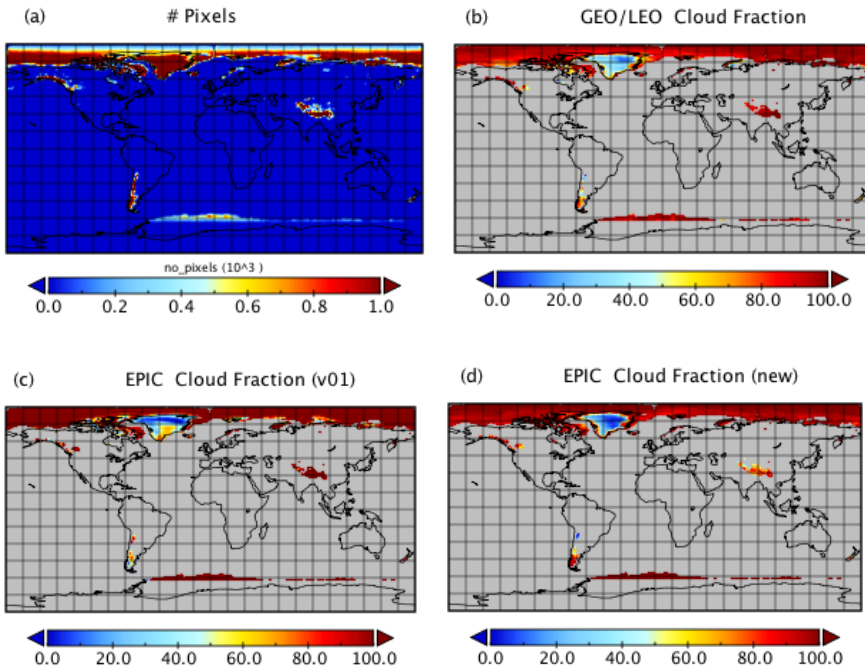 (a) # Pixels
(b) GEO/LEO Cloud Fraction
no_pixels (10^3 )
0.0 0.2 0.4 0.6 0.8 1.0
0.0 20.0 40.0 60.0 80.0 100.0
(c) EPIC Cloud Fraction (v01)
(d) EPIC Cloud Fraction (new)
0.0 20.0 40.0 60.0 80.0 100.0
0.0 20.0 40.0 60.0 80.0 100.0